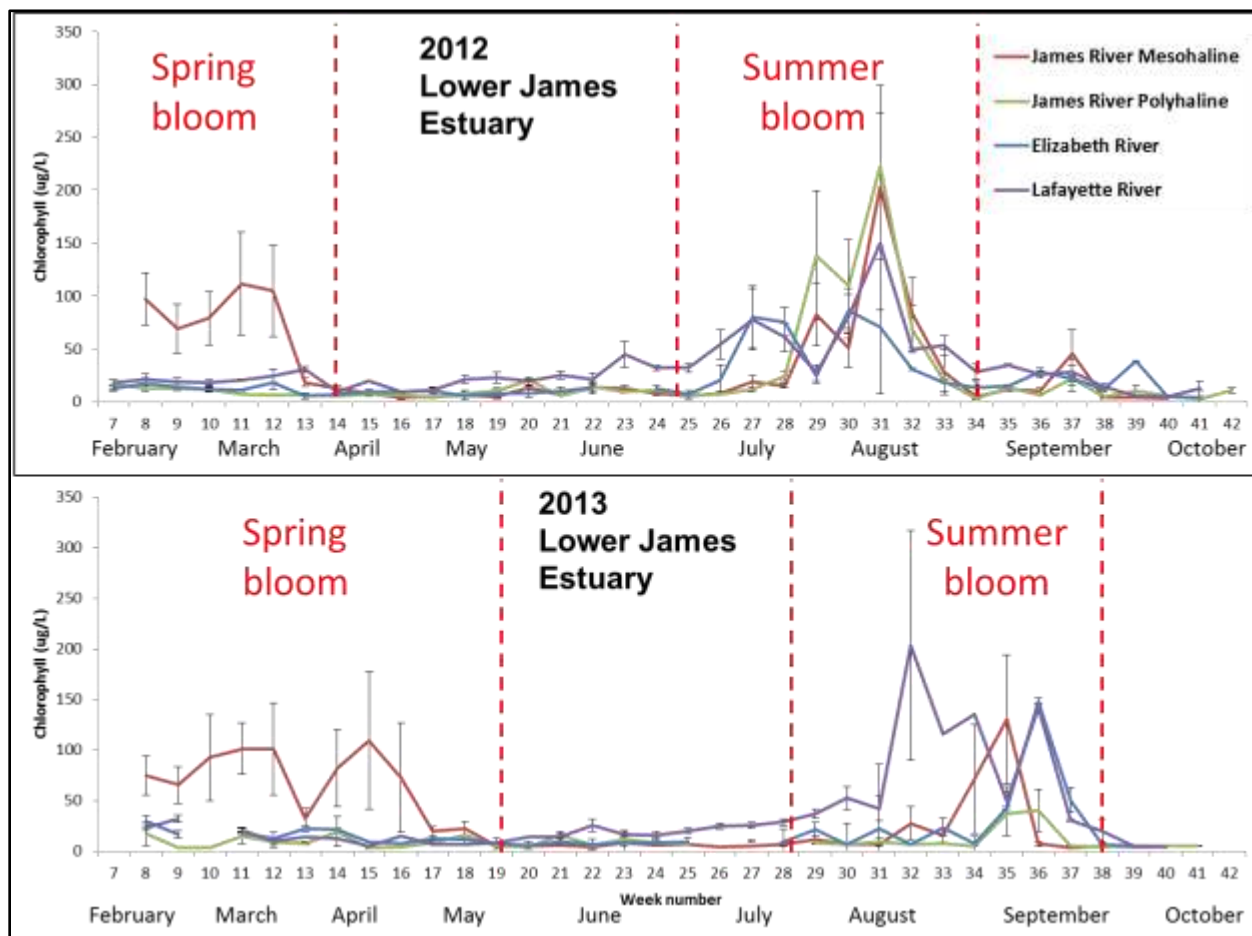 350
300
250
200
150
100
50
0
Chlorophyll (ug/L)
Spring
bloom
2012
Lower James
Estuary
Summer
bloom
James River Mesohaline
James River Polyhaline
Elizabeth River
Lafayette River
7 8 9 10 11 12 13 14 15 16 17 18 19 20 21 22 23 24 25 26 27 28 29 30 31 32 33 34 35 36 37 38 39 40 41 42
February March April May June July August September October
350
300
250
200
150
100
50
0
Chlorophyll (ug/L)
Spring
bloom
2013
Lower James
Estuary
Summer
bloom
7 8 9 10 11 12 13 14 15 16 17 18 19 20 21 22 23 24 25 26 27 28 29 30 31 32 33 34 35 36 37 38 39 40 41 42
Week number
February March April May June July August September October